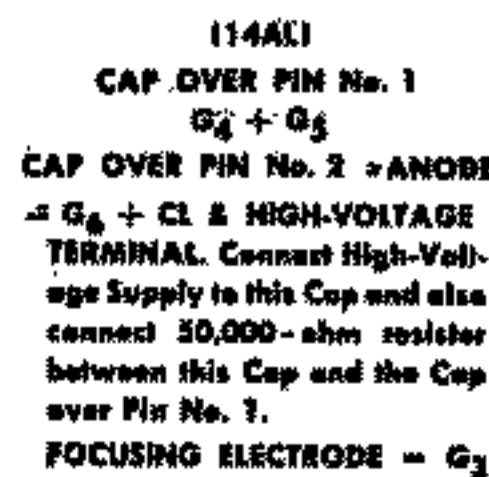 (14AL)
CAP OVER PIN No. 1
G4 + G5
CAP OVER PIN No. 2 = ANODE
= G6 + CL & HIGH-VOLTAGE
TERMINAL. Connect High-Volt-
age Supply to this Cap and also
connect 50,000-ohm resistor
between this Cap and the Cap
over Pin No.
FOCUSING ELECTRODE = G3